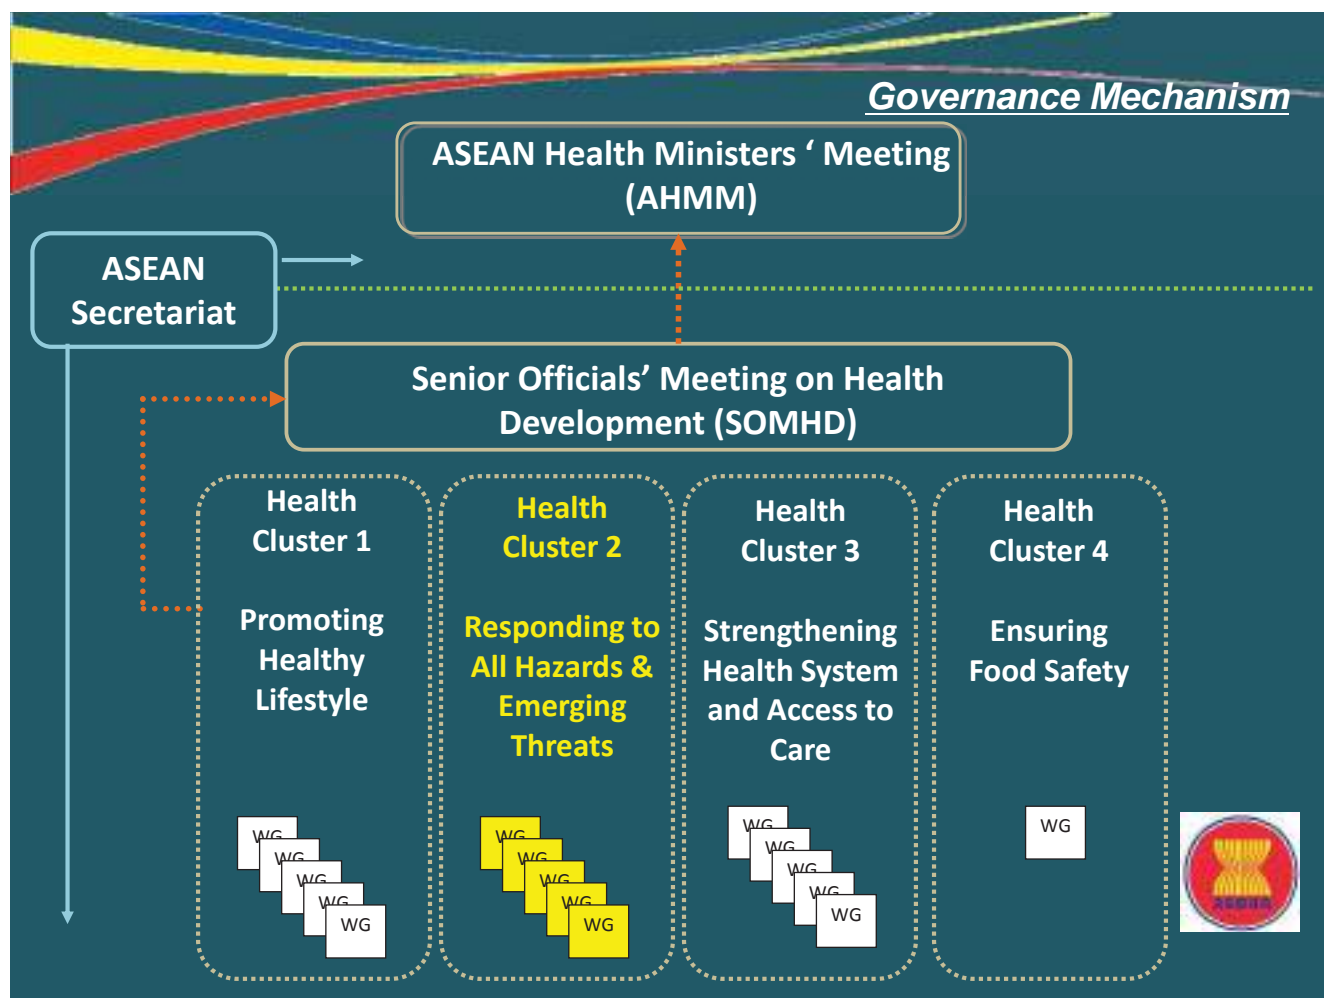 Governance Mechanism
ASEAN Health Ministers ‘ Meeting
(AHMM)
ASEAN
Secretariat
Senior Officials’ Meeting on Health
Development (SOMHD)
Health
Cluster 1
Promoting
Healthy
Lifestyle
WG
WG
WG
WG
WG
Health
Cluster 2
Responding to
All Hazards &
Emerging
Threats
WG
WG
WG
WG
WG
Health
Cluster 3
Strengthening
Health System
and Access to
Care
WG
WG
WG
WG
WG
Health
Cluster 4
Ensuring
Food Safety
WG